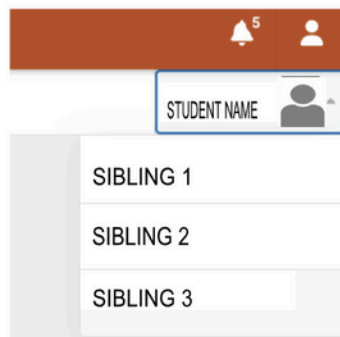 5
STUDENT NAME
SIBLING 1
SIBLING 2
SIBLING 3